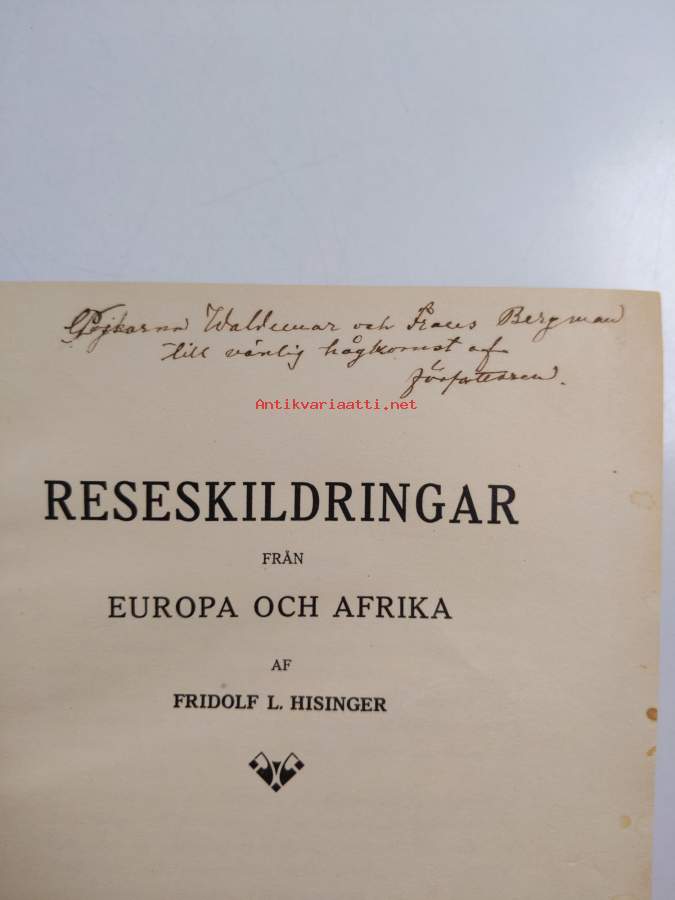 Pojkarna Waldemar och Frans Bergman
till vänlig hågkomst af
författaren.
Antikvariaatti.net
RESESKILDRINGAR
FRÅN
EUROPA OCH AFRIKA
AF
FRIDOLF L. HISINGER